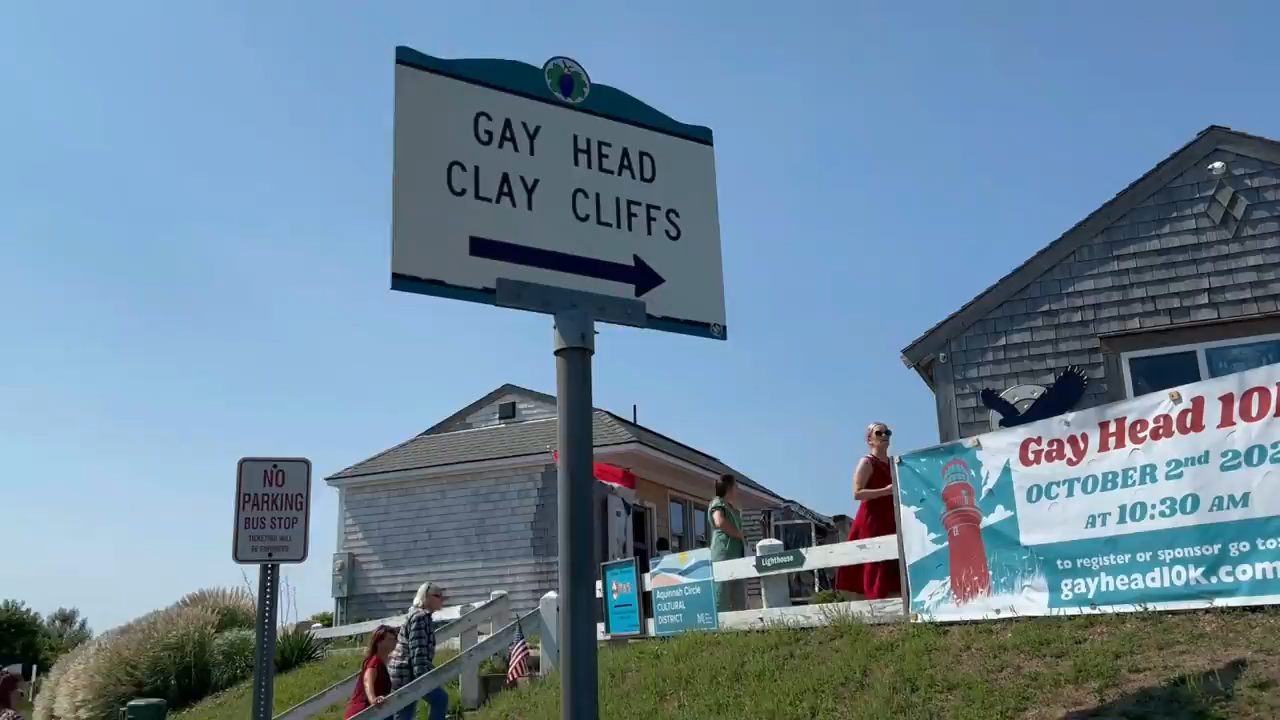 GAY HEAD
CLAY CLIFFS
NO
PARKING
BUS STOP
Lighthouse
Aquinnah Circle
CULTURAL
DISTRICT
Gay Head 10
OCTOBER 2nd 202
AT 10:30 AM
to register or sponsor go to:
gayhead10k.com